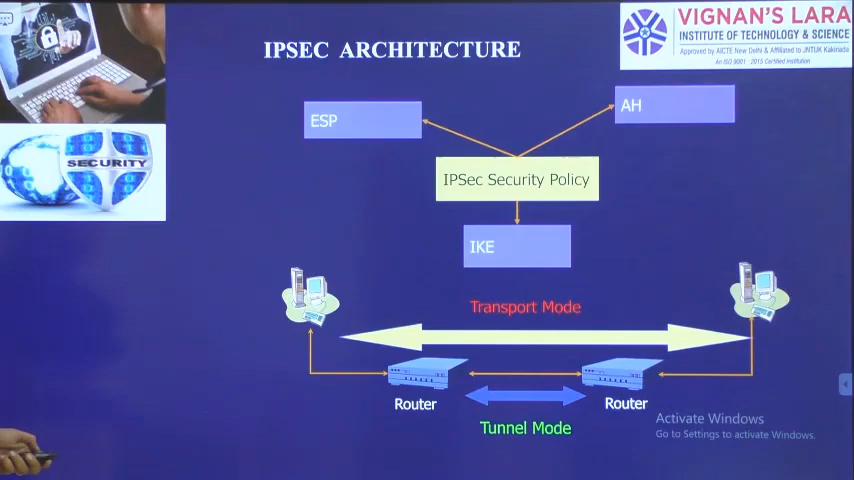 IPSEC ARCHITECTURE
VIGNAN'S LARA
INSTITUTE OF TECHNOLOGY & SCIENCE
Approved by AICTE New Delhi & Affiliated to JNTUK Kakinada
An ISO 9001 : 2015 Certified Institution
SECURITY
ESP
AH
IPSec Security Policy
IKE
Transport Mode
Router
Router
Tunnel Mode
Activate Windows
Go to Settings to activate Windows.